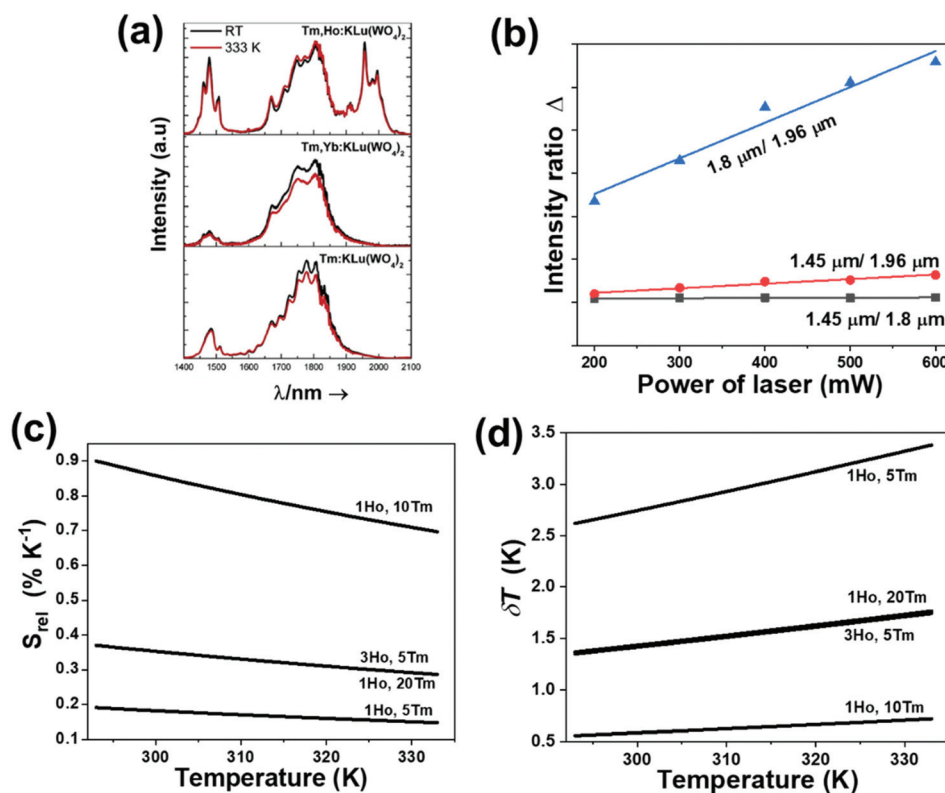 (a)
RT
333 K
Tm,Ho:KLu(WO4)2
Tm,Yb:KLu(WO4)2
Tm:KLu(WO4)2
Intensity (a.u)
1400 1500 1600 1700 1800 1900 2000 2100
λ/nm →
(b)
Intensity ratio Δ
1.8 μm/ 1.96 μm
1.45 μm/ 1.96 μm
1.45 μm/ 1.8 μm
200 300 400 500 600
Power of laser (mW)
(c)
Srel (% K-1)
0.9
0.8
0.7
0.6
0.5
0.4
0.3
0.2
0.1
1Ho, 10Tm
3Ho, 5Tm
1Ho, 20Tm
1Ho, 5Tm
300 310 320 330
Temperature (K)
(d)
δT (K)
3.5
3.0
2.5
2.0
1.5
1.0
0.5
1Ho, 5Tm
1Ho, 20Tm
3Ho, 5Tm
1Ho, 10Tm
300 310 320 330
Temperature (K)